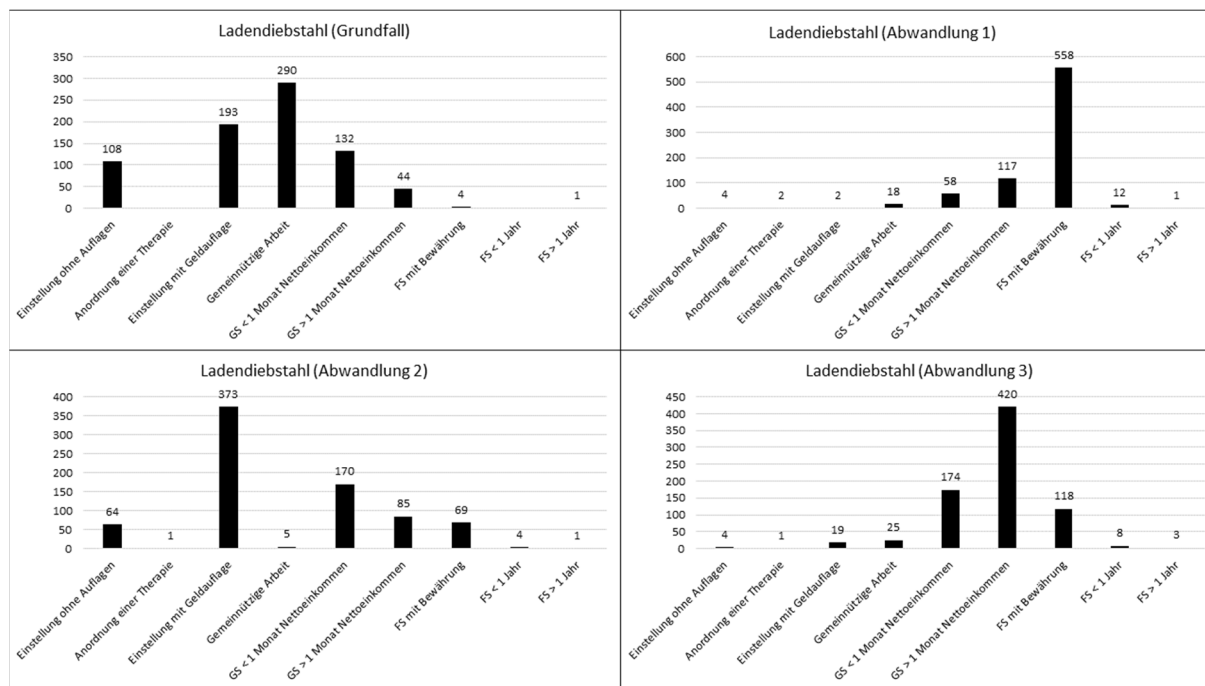 Ladendiebstahl (Grundfall)
350
300
250
200
150
100
50
0
108
193
290
132
44
4
1
Einstellung ohne Auflagen
Anordnung einer Therapie
Einstellung mit Geldauflage
Gemeinnützige Arbeit
GS < 1 Monat Nettoeinkommen
GS > 1 Monat Nettoeinkommen
FS mit Bewährung
FS < 1 Jahr
FS > 1 Jahr
Ladendiebstahl (Abwandlung 1)
600
500
400
300
200
100
0
4
2
2
18
58
117
558
12
1
Einstellung ohne Auflagen
Anordnung einer Therapie
Einstellung mit Geldauflage
Gemeinnützige Arbeit
GS < 1 Monat Nettoeinkommen
GS > 1 Monat Nettoeinkommen
FS mit Bewährung
FS < 1 Jahr
FS > 1 Jahr
Ladendiebstahl (Abwandlung 2)
400
350
300
250
200
150
100
50
0
64
1
373
5
170
85
69
4
1
Einstellung ohne Auflagen
Anordnung einer Therapie
Einstellung mit Geldauflage
Gemeinnützige Arbeit
GS < 1 Monat Nettoeinkommen
GS > 1 Monat Nettoeinkommen
FS mit Bewährung
FS < 1 Jahr
FS > 1 Jahr
Ladendiebstahl (Abwandlung 3)
450
400
350
300
250
200
150
100
50
0
4
1
19
25
174
420
118
8
3
Einstellung ohne Auflagen
Anordnung einer Therapie
Einstellung mit Geldauflage
Gemeinnützige Arbeit
GS < 1 Monat Nettoeinkommen
GS > 1 Monat Nettoeinkommen
FS mit Bewährung
FS < 1 Jahr
FS > 1 Jahr